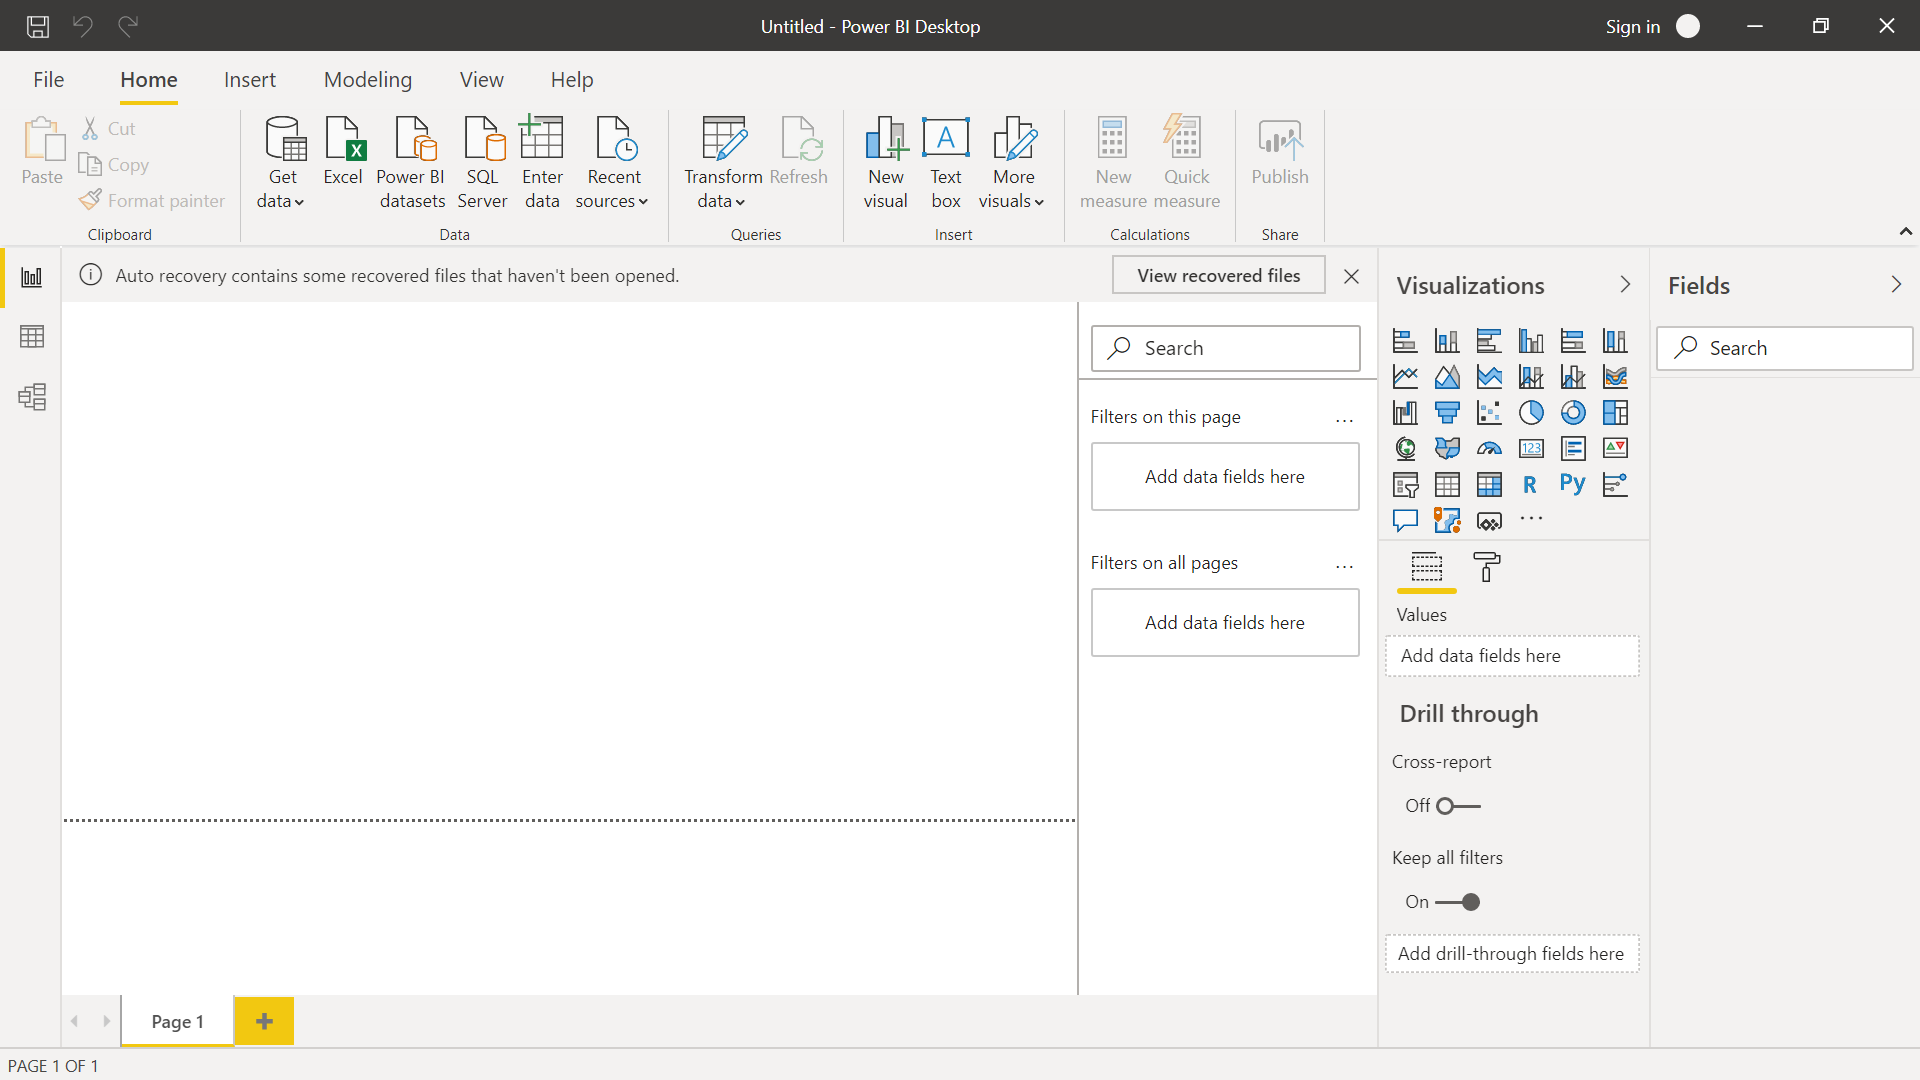 Untitled - Power BI Desktop
Sign in
File Home Insert Modeling View Help
Paste
Cut
Copy
Format painter
Clipboard
Get data
Excel
Power BI datasets
SQL Server
Enter data
Recent sources
Data
Transform data
Refresh
Queries
New visual
A
Text box
More visuals
Insert
New measure
Quick measure
Calculations
Publish
Share
Auto recovery contains some recovered files that haven't been opened.
View recovered files
Search
Filters on this page
...
Add data fields here
Filters on all pages
...
Add data fields here
Visualizations
123
R
Py
...
Values
Add data fields here
Drill through
Cross-report
Off
Keep all filters
On
Add drill-through fields here
Fields
Search
Page 1
PAGE 1 OF 1